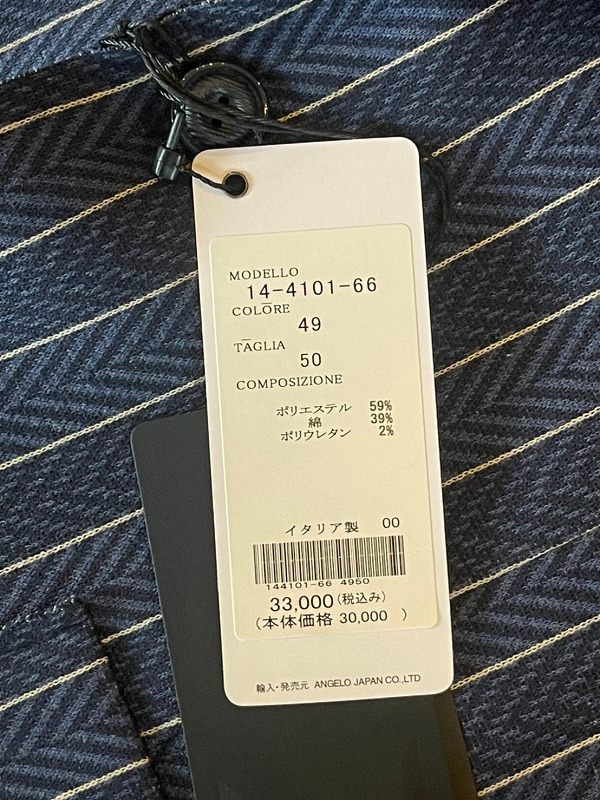 MODELLO
14-4101-66
COLORE
49
TAGLIA
50
COMPOSIZIONE
ポリエステル 59%
綿 39%
ポリウレタン 2%
イタリア製 00
144101-66 4950
33,000(税込み)
(本体価格 30,000 )
輸入・発売元 ANGELO JAPAN CO.,LTD